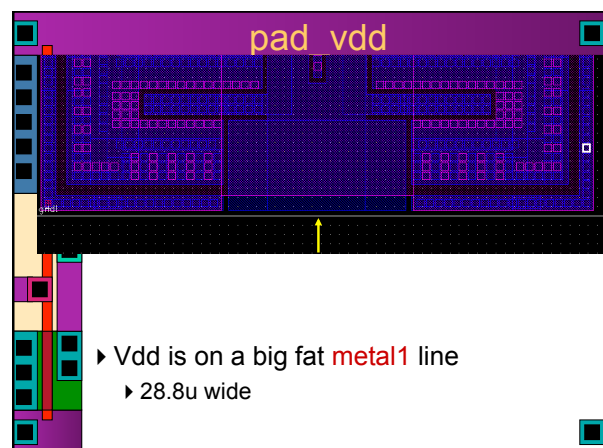 pad_vdd
gnd!
Vdd is on a big fat metal1 line
28.8u wide